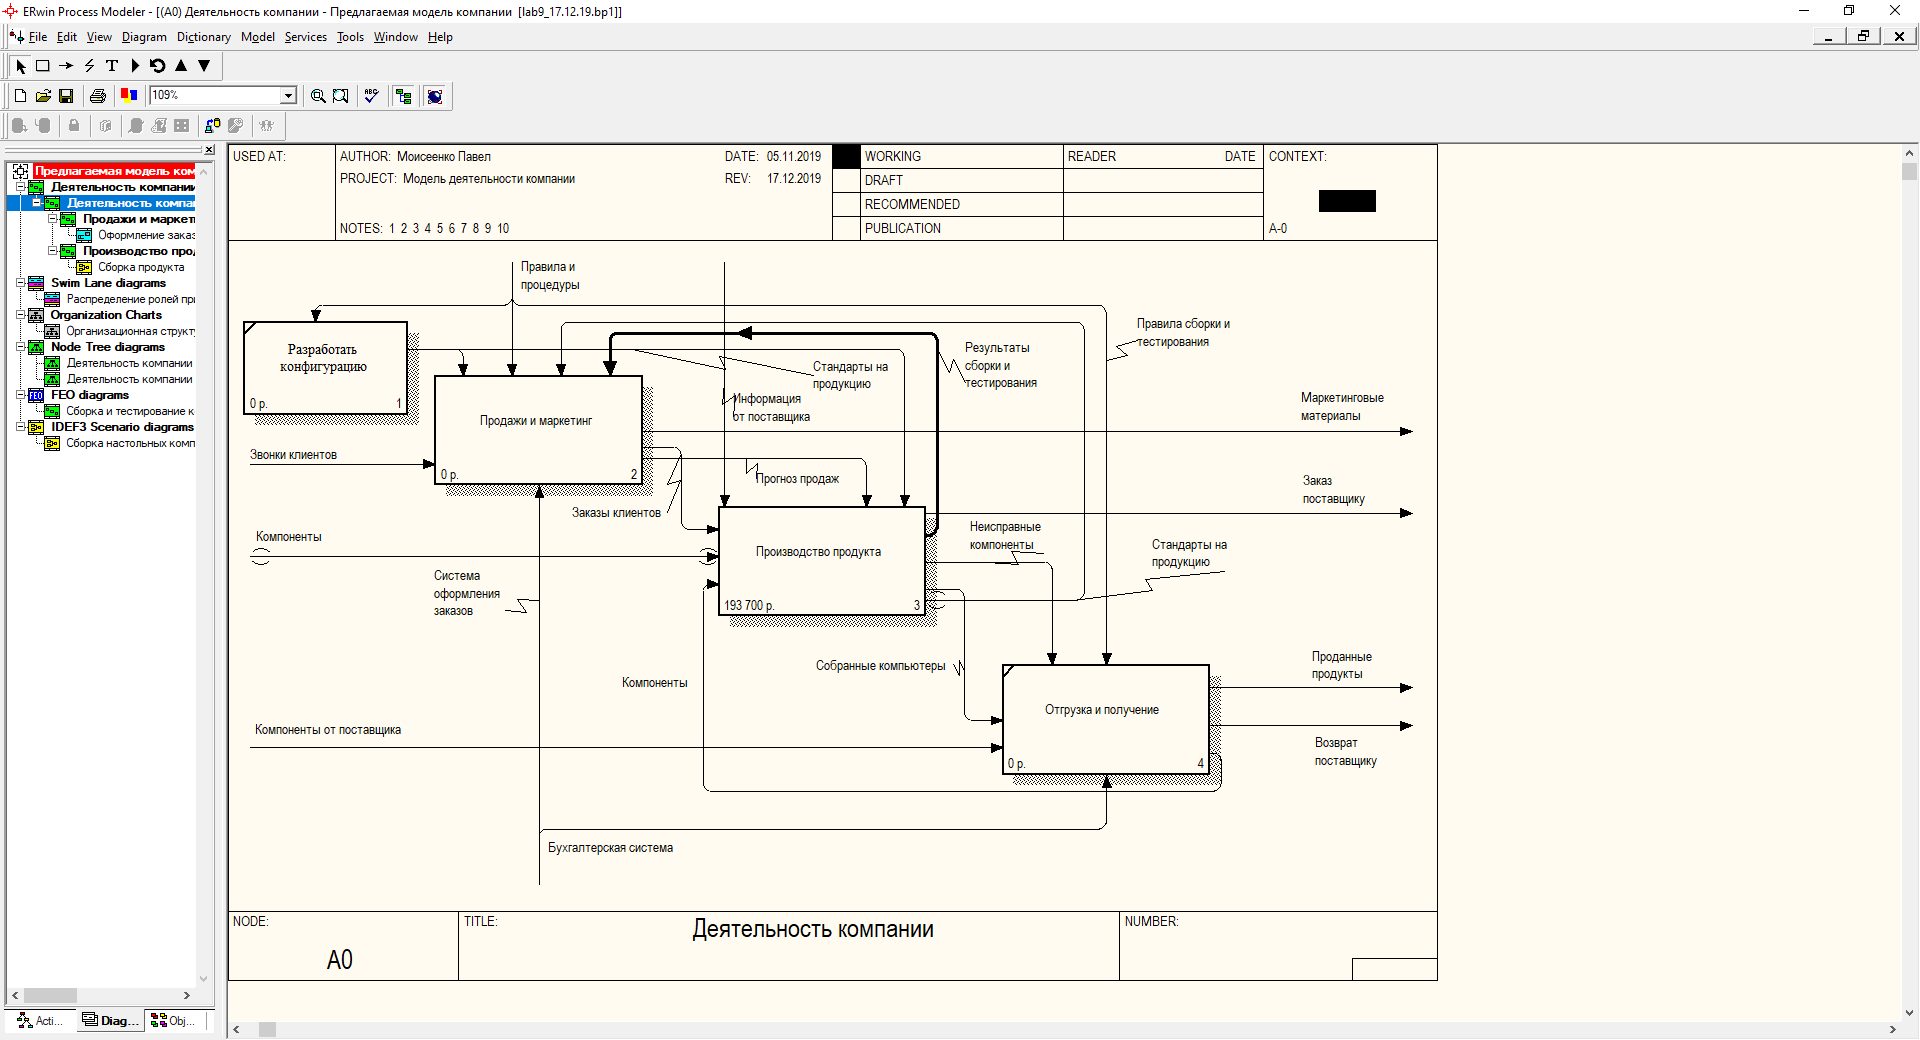 ERwin Process Modeler - [(A0) Деятельность компании - Предлагаемая модель компании [lab9_17.12.19.bp1]]
File Edit View Diagram Dictionary Model Services Tools Window Help
109%
Предлагаемая модель ком
Деятельность компании
Деятельность компа
Продажи и маркет
Оформление зака
Производство про
Сборка продукта
Swim Lane diagrams
Распределение ролей пр
Organization Charts
Организационная структ
Node Tree diagrams
Деятельность компании
Деятельность компании
FEO diagrams
Сборка и тестирование к
IDEF3 Scenario diagrams
Сборка настольных комп
Acti... Diag... Obj...
USED AT:
AUTHOR: Моисеенко Павел
DATE: 05.11.2019
PROJECT: Модель деятельности компании
REV: 17.12.2019
NOTES: 1 2 3 4 5 6 7 8 9 10
WORKING
DRAFT
RECOMMENDED
PUBLICATION
READER DATE
CONTEXT:
A-0
Правила и
процедуры
Разработать
конфигурацию
0 р. 1
Правила сборки и
тестирования
Результаты
сборки и
тестирования
Стандарты на
продукцию
Информация
от поставщика
Продажи и маркетинг
0 р. 2
Маркетинговые
материалы
Звонки клиентов
Прогноз продаж
Заказы клиентов
Заказ
поставщику
Компоненты
Производство продукта
193 700 р. 3
Неисправные
компоненты
Стандарты на
продукцию
Система
оформления
заказов
Собранные компьютеры
Компоненты
Проданные
продукты
Отгрузка и получение
0 р. 4
Компоненты от поставщика
Возврат
поставщику
Бухгалтерская система
NODE:
A0
TITLE:
Деятельность компании
NUMBER: